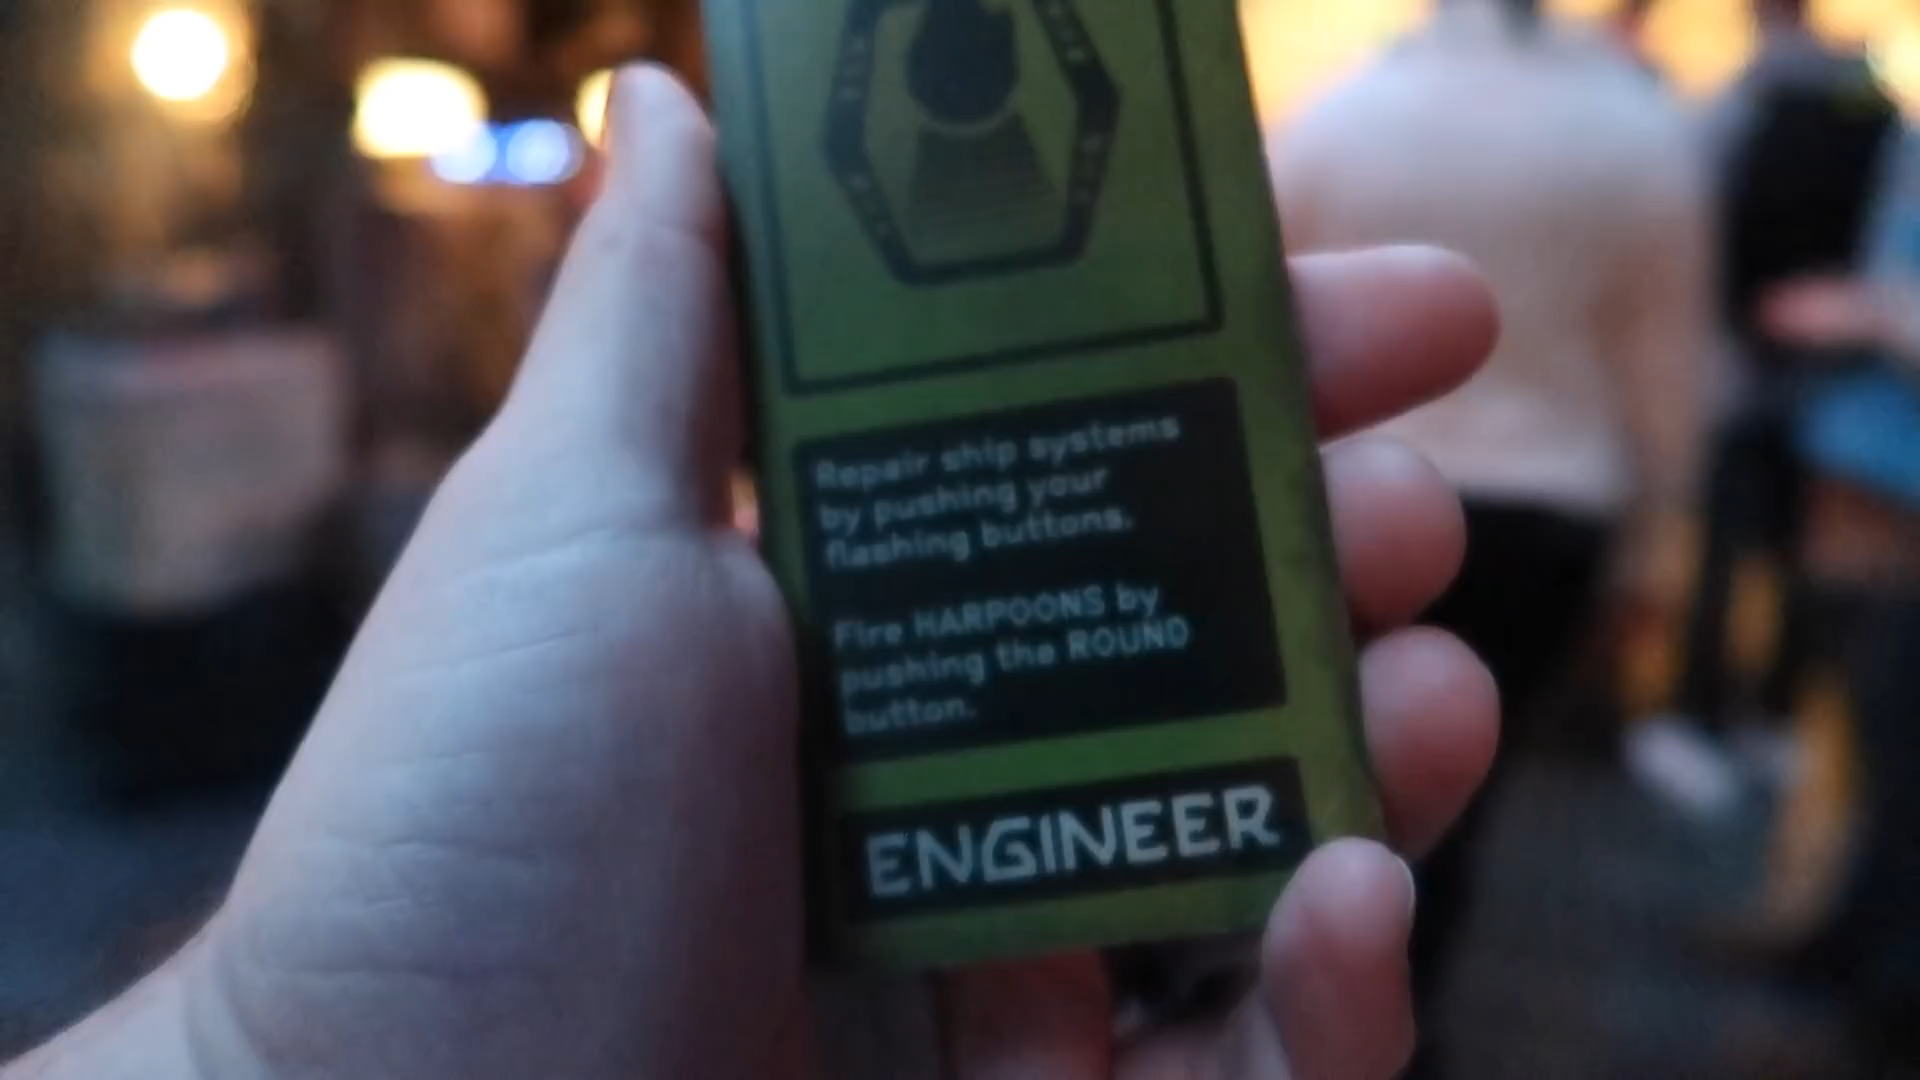 Repair ship systems
by pushing your
flashing buttons.
Fire HARPOONS by
pushing the ROUND
button.
ENGINEER